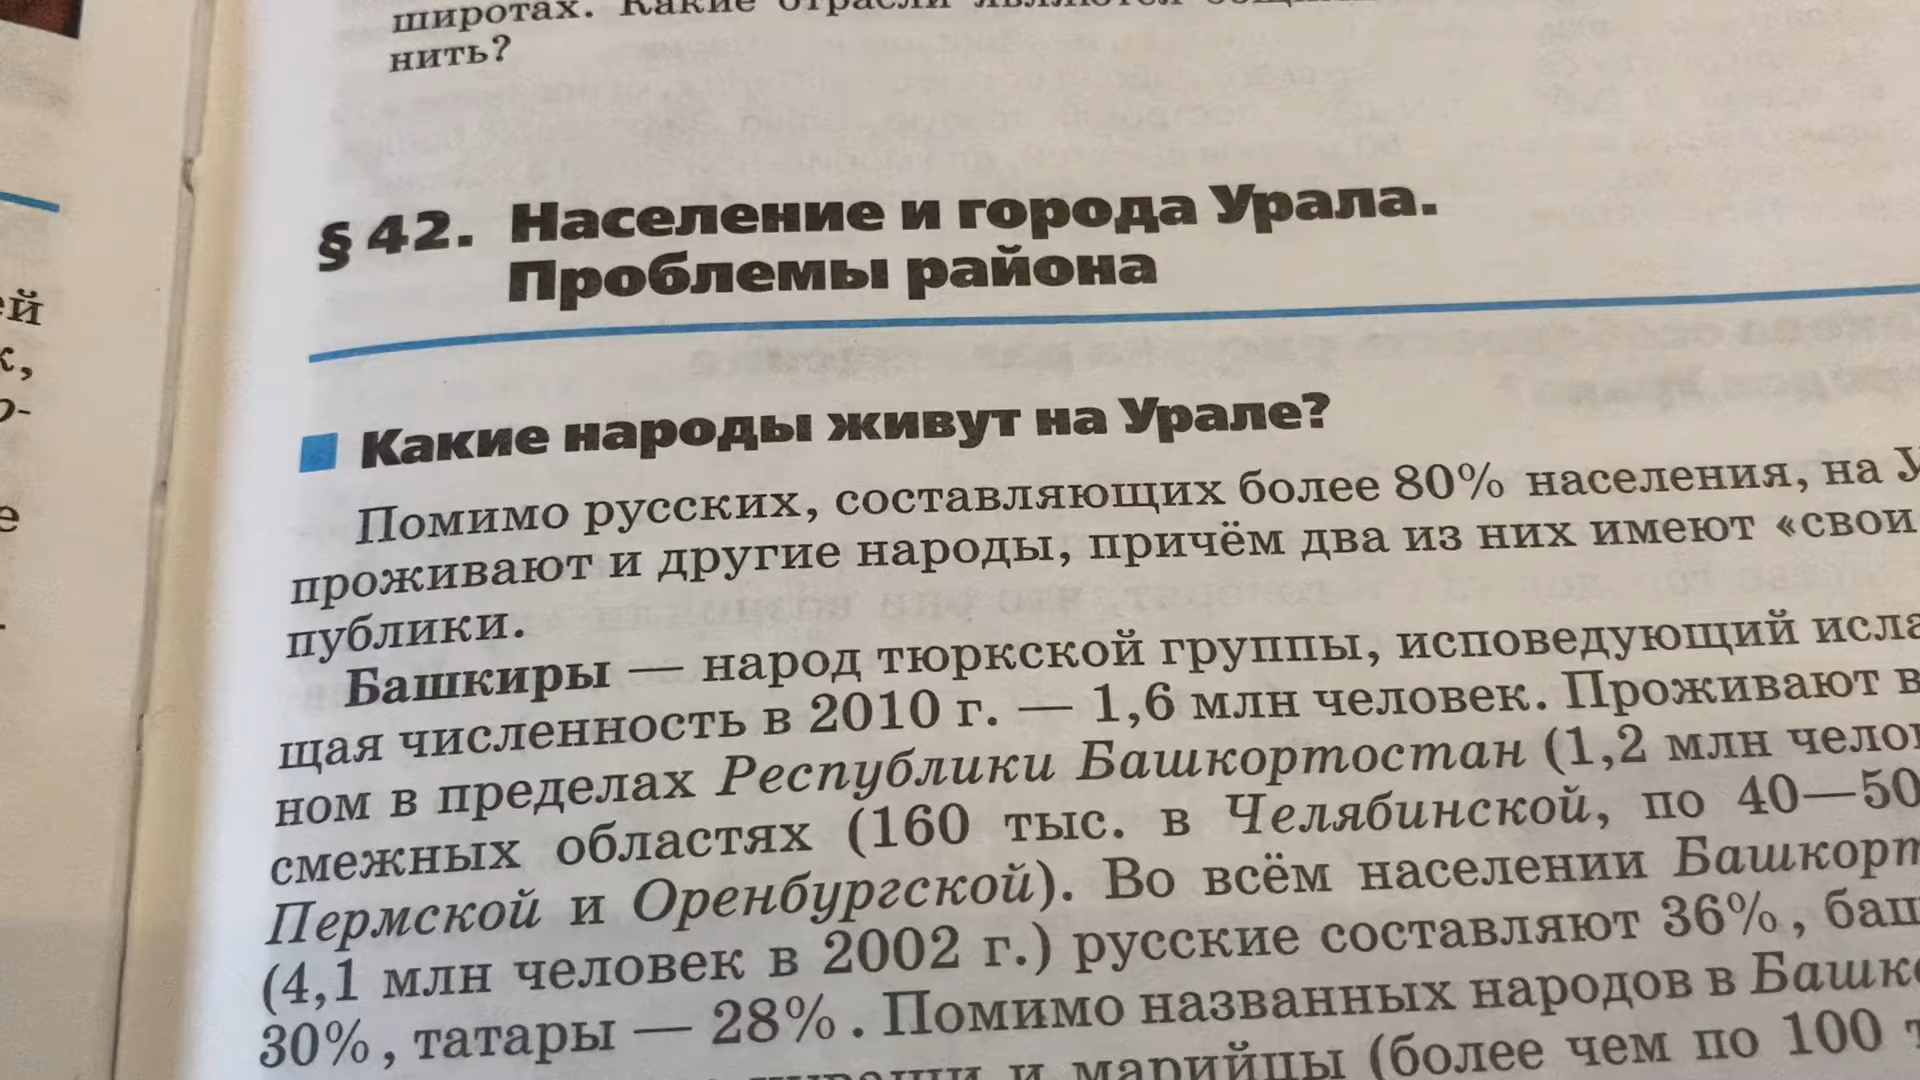 широтах. Какие отрасли являются
нить?
§ 42. Население и города Урала.
Проблемы района
Какие народы живут на Урале?
Помимо русских, составляющих более 80% населения, на У
проживают и другие народы, причём два из них имеют «свои
публики.
Башкиры — народ тюркской группы, исповедующий исла
щая численность в 2010 г. — 1,6 млн человек. Проживают в
ном в пределах Республики Башкортостан (1,2 млн челов
смежных областях (160 тыс. в Челябинской, по 40—50
Пермской и Оренбургской). Во всём населении Башкорт
(4,1 млн человек в 2002 г.) русские составляют 36%, баш
30%, татары — 28%. Помимо названных народов в Башко
и марийцы (более чем по 100 т
ей
к,
о-
е